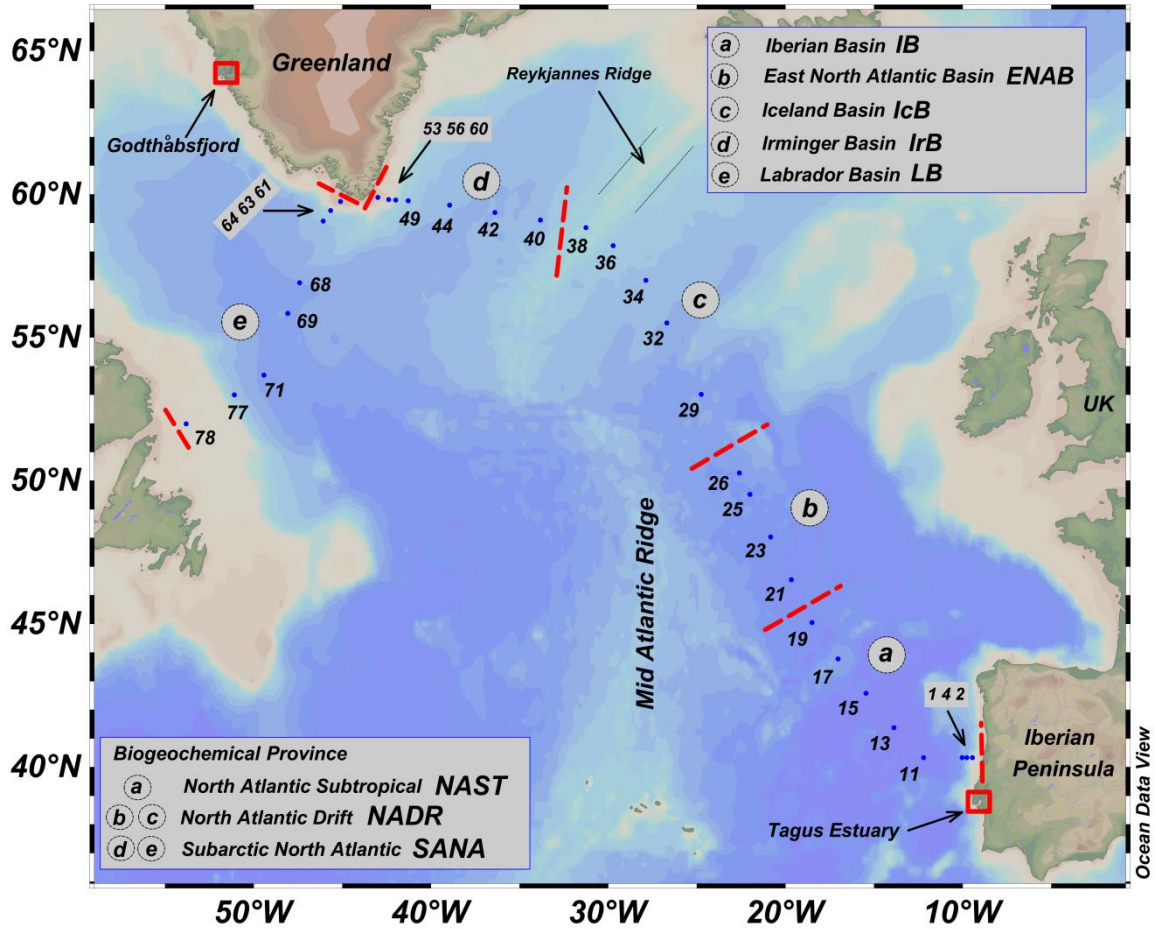 65°N
60°N
55°N
50°N
45°N
40°N
50°W
40°W
30°W
20°W
10°W
Greenland
Godthåbsfjord
Reykjannes Ridge
53 56 60
64 63 61
d
49
44
42
40
38
36
34
c
32
29
e
68
69
71
77
78
26
25
b
23
21
19
a
17
15
13
11
1 4 2
Mid Atlantic Ridge
UK
Iberian
Peninsula
Tagus Estuary
a Iberian Basin IB
b East North Atlantic Basin ENAB
c Iceland Basin IcB
d Irminger Basin IrB
e Labrador Basin LB
Biogeochemical Province
a North Atlantic Subtropical NAST
b c North Atlantic Drift NADR
d e Subarctic North Atlantic SANA
Ocean Data View